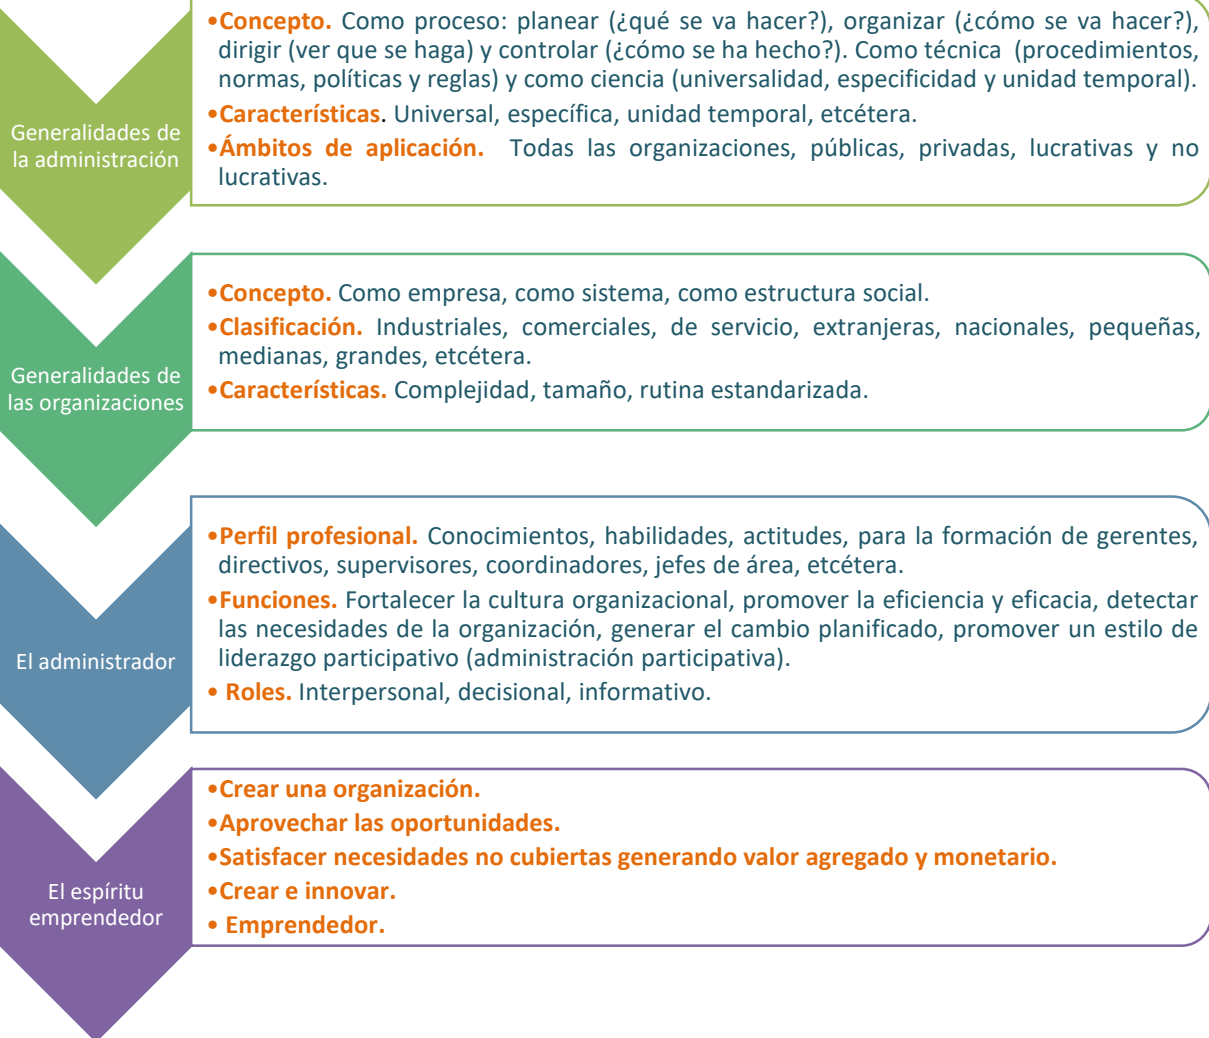 Generalidades de
la administración
•Concepto. Como proceso: planear (¿qué se va hacer?), organizar (¿cómo se va hacer?),
dirigir (ver que se haga) y controlar (¿cómo se ha hecho?). Como técnica (procedimientos,
normas, políticas y reglas) y como ciencia (universalidad, especificidad y unidad temporal).
•Características. Universal, específica, unidad temporal, etcétera.
•Ámbitos de aplicación. Todas las organizaciones, públicas, privadas, lucrativas y no
lucrativas.
Generalidades de
las organizaciones
•Concepto. Como empresa, como sistema, como estructura social.
•Clasificación. Industriales, comerciales, de servicio, extranjeras, nacionales, pequeñas,
medianas, grandes, etcétera.
•Características. Complejidad, tamaño, rutina estandarizada.
El administrador
•Perfil profesional. Conocimientos, habilidades, actitudes, para la formación de gerentes,
directivos, supervisores, coordinadores, jefes de área, etcétera.
•Funciones. Fortalecer la cultura organizacional, promover la eficiencia y eficacia, detectar
las necesidades de la organización, generar el cambio planificado, promover un estilo de
liderazgo participativo (administración participativa).
• Roles. Interpersonal, decisional, informativo.
El espíritu
emprendedor
•Crear una organización.
•Aprovechar las oportunidades.
•Satisfacer necesidades no cubiertas generando valor agregado y monetario.
•Crear e innovar.
• Emprendedor.